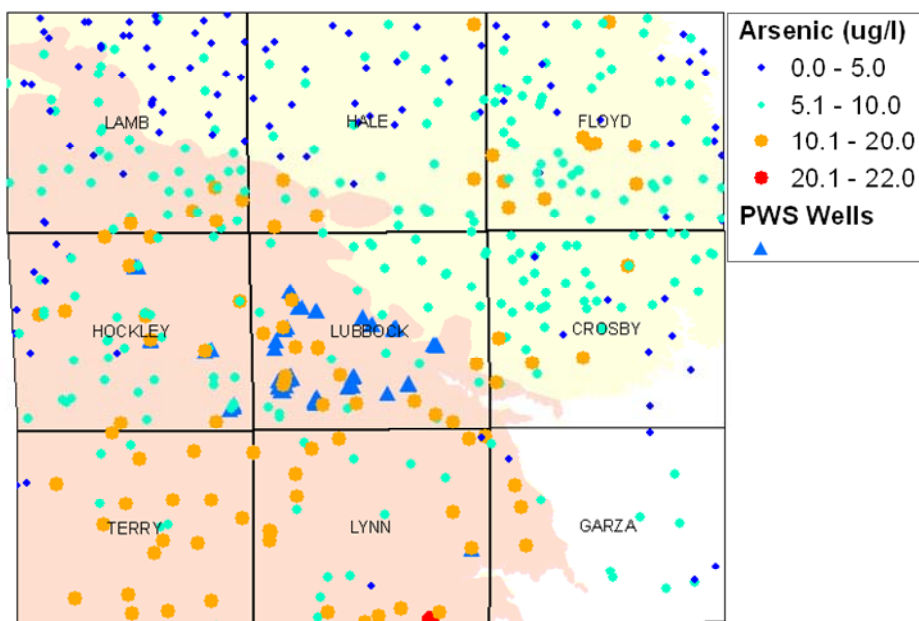 Arsenic (ug/l)
0.0 - 5.0
5.1 - 10.0
10.1 - 20.0
20.1 - 22.0
PWS Wells
LAMB
HALE
FLOYD
HOCKLEY
LUBBOCK
CROSBY
TERRY
LYNN
GARZA